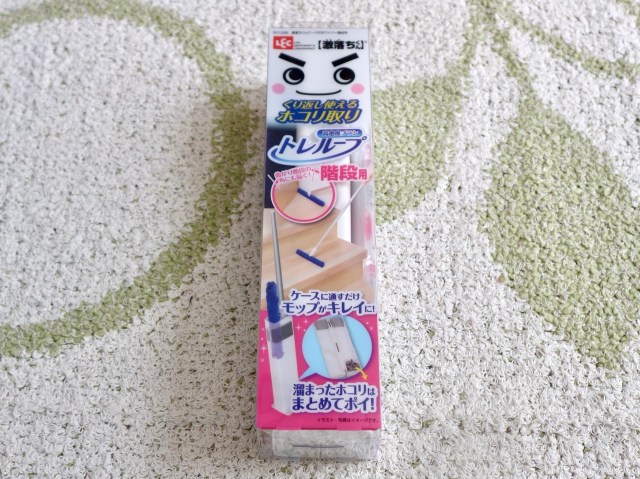 LEC
【激落ちくん】
くり返し使える
ホコリ取り
トレループ
階段用
ケースに通すだけ
モップがキレイに!
溜まったホコリは
まとめてポイ!